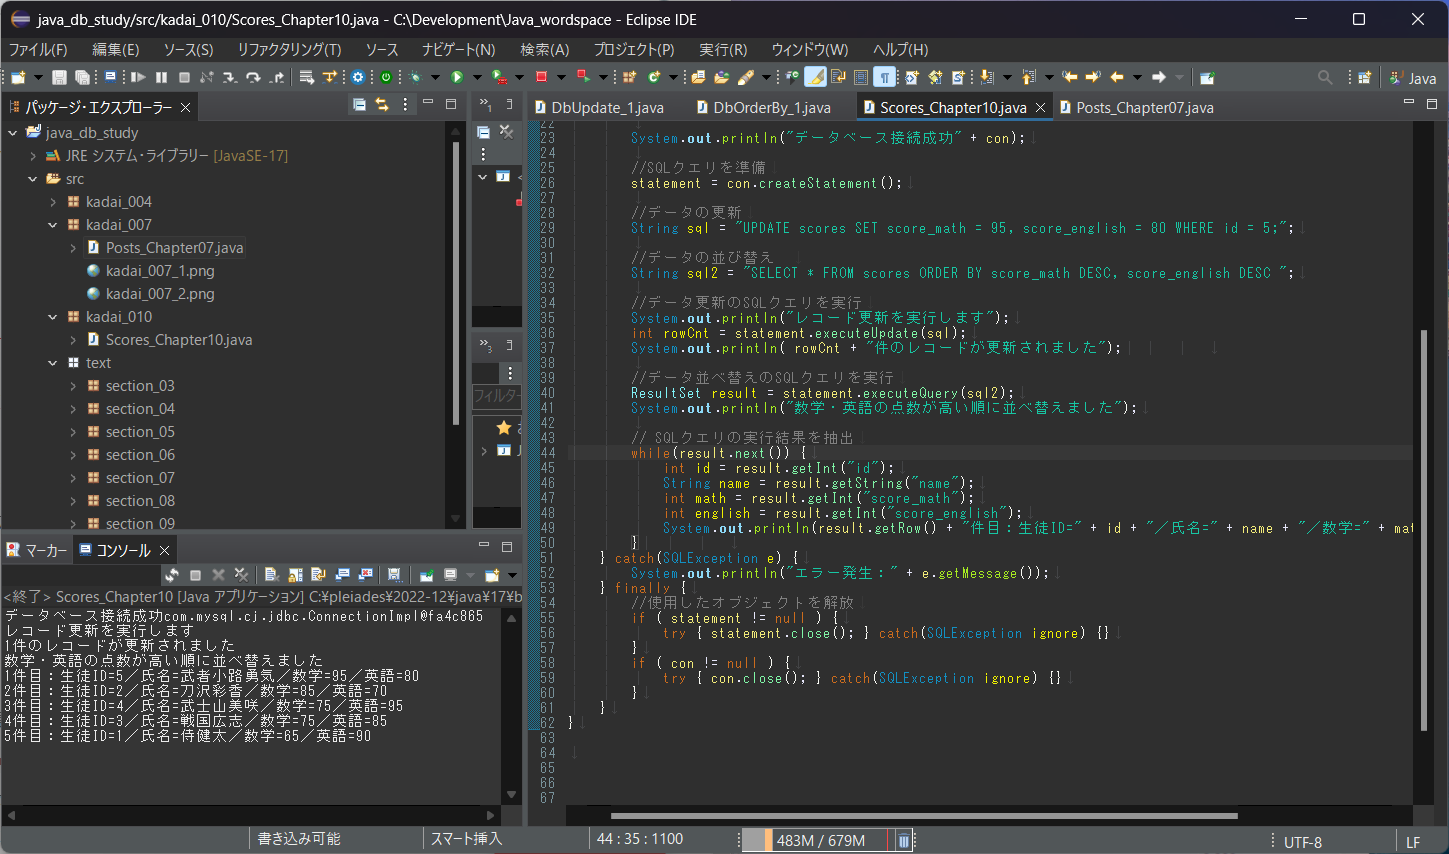 java_db_study/src/kadai_010/Scores_Chapter10.java - C:\Development\Java_wordspace - Eclipse IDE
ファイル(F) 編集(E) ソース(S) リファクタリング(T) ソース ナビゲート(N) 検索(A) プロジェクト(P) 実行(R) ウィンドウ(W) ヘルプ(H)
Java
パッケージ・エクスプローラー
java_db_study
JRE システム・ライブラリー [JavaSE-17]
src
kadai_004
kadai_007
Posts_Chapter07.java
kadai_007_1.png
kadai_007_2.png
kadai_010
Scores_Chapter10.java
text
section_03
section_04
section_05
section_06
section_07
section_08
section_09
»1
»3
フィルター
DbUpdate_1.java DbOrderBy_1.java Scores_Chapter10.java Posts_Chapter07.java
22
23 System.out.println("データベース接続成功" + con);
24
25 //SQLクエリを準備
26 statement = con.createStatement();
27
28 //データの更新
29 String sql = "UPDATE scores SET score_math = 95, score_english = 80 WHERE id = 5;";
30
31 //データの並び替え
32 String sql2 = "SELECT * FROM scores ORDER BY score_math DESC, score_english DESC ";
33
34 //データ更新のSQLクエリを実行
35 System.out.println("レコード更新を実行します");
36 int rowCnt = statement.executeUpdate(sql);
37 System.out.println( rowCnt + "件のレコードが更新されました");
38
39 //データ並べ替えのSQLクエリを実行
40 ResultSet result = statement.executeQuery(sql2);
41 System.out.println("数学・英語の点数が高い順に並べ替えました");
42
43 // SQLクエリの実行結果を抽出
44 while(result.next()) {
45 int id = result.getInt("id");
46 String name = result.getString("name");
47 int math = result.getInt("score_math");
48 int english = result.getInt("score_english");
49 System.out.println(result.getRow() + "件目：生徒ID=" + id + "／氏名=" + name + "／数学=" + mat
50 }
51 } catch(SQLException e) {
52 System.out.println("エラー発生：" + e.getMessage());
53 } finally {
54 //使用したオブジェクトを解放
55 if ( statement != null ) {
56 try { statement.close(); } catch(SQLException ignore) {}
57 }
58 if ( con != null ) {
59 try { con.close(); } catch(SQLException ignore) {}
60 }
61 }
62 }
63
64
65
66
67
マーカー コンソール
<終了> Scores_Chapter10 [Java アプリケーション] C:¥pleiades¥2022-12¥java¥17¥b
データベース接続成功com.mysql.cj.jdbc.ConnectionImpl@fa4c865
レコード更新を実行します
1件のレコードが更新されました
数学・英語の点数が高い順に並べ替えました
1件目：生徒ID=5／氏名=武者小路勇気／数学=95／英語=80
2件目：生徒ID=2／氏名=刀沢彩香／数学=85／英語=70
3件目：生徒ID=4／氏名=武士山美咲／数学=75／英語=95
4件目：生徒ID=3／氏名=戦国広志／数学=75／英語=85
5件目：生徒ID=1／氏名=侍健太／数学=65／英語=90
書き込み可能 スマート挿入 44 : 35 : 1100 483M / 679M UTF-8 LF